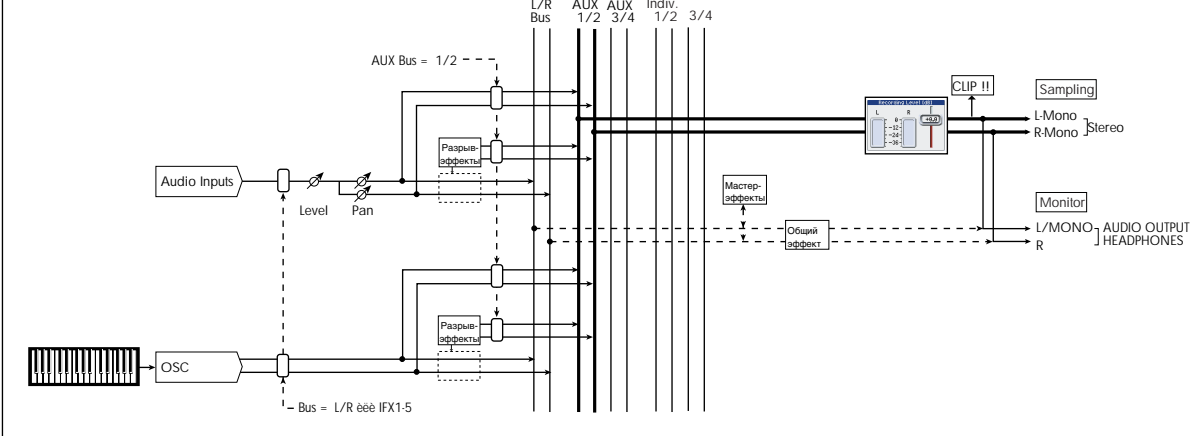 L/R Bus
AUX 1/2
AUX 3/4
Indiv. 1/2
3/4
AUX Bus = 1/2
Recording Level (dB)
L R
+0,0
0
-12
-24
-36
CLIP !!
Sampling
L-Mono
R-Mono
Stereo
Разрыв-
эффекты
Audio Inputs
Level
Pan
Мастер-
эффекты
Общий
эффект
Monitor
L/MONO
R
AUDIO OUTPUT
HEADPHONES
Разрыв-
эффекты
OSC
Bus = L/R èëè IFX1-5